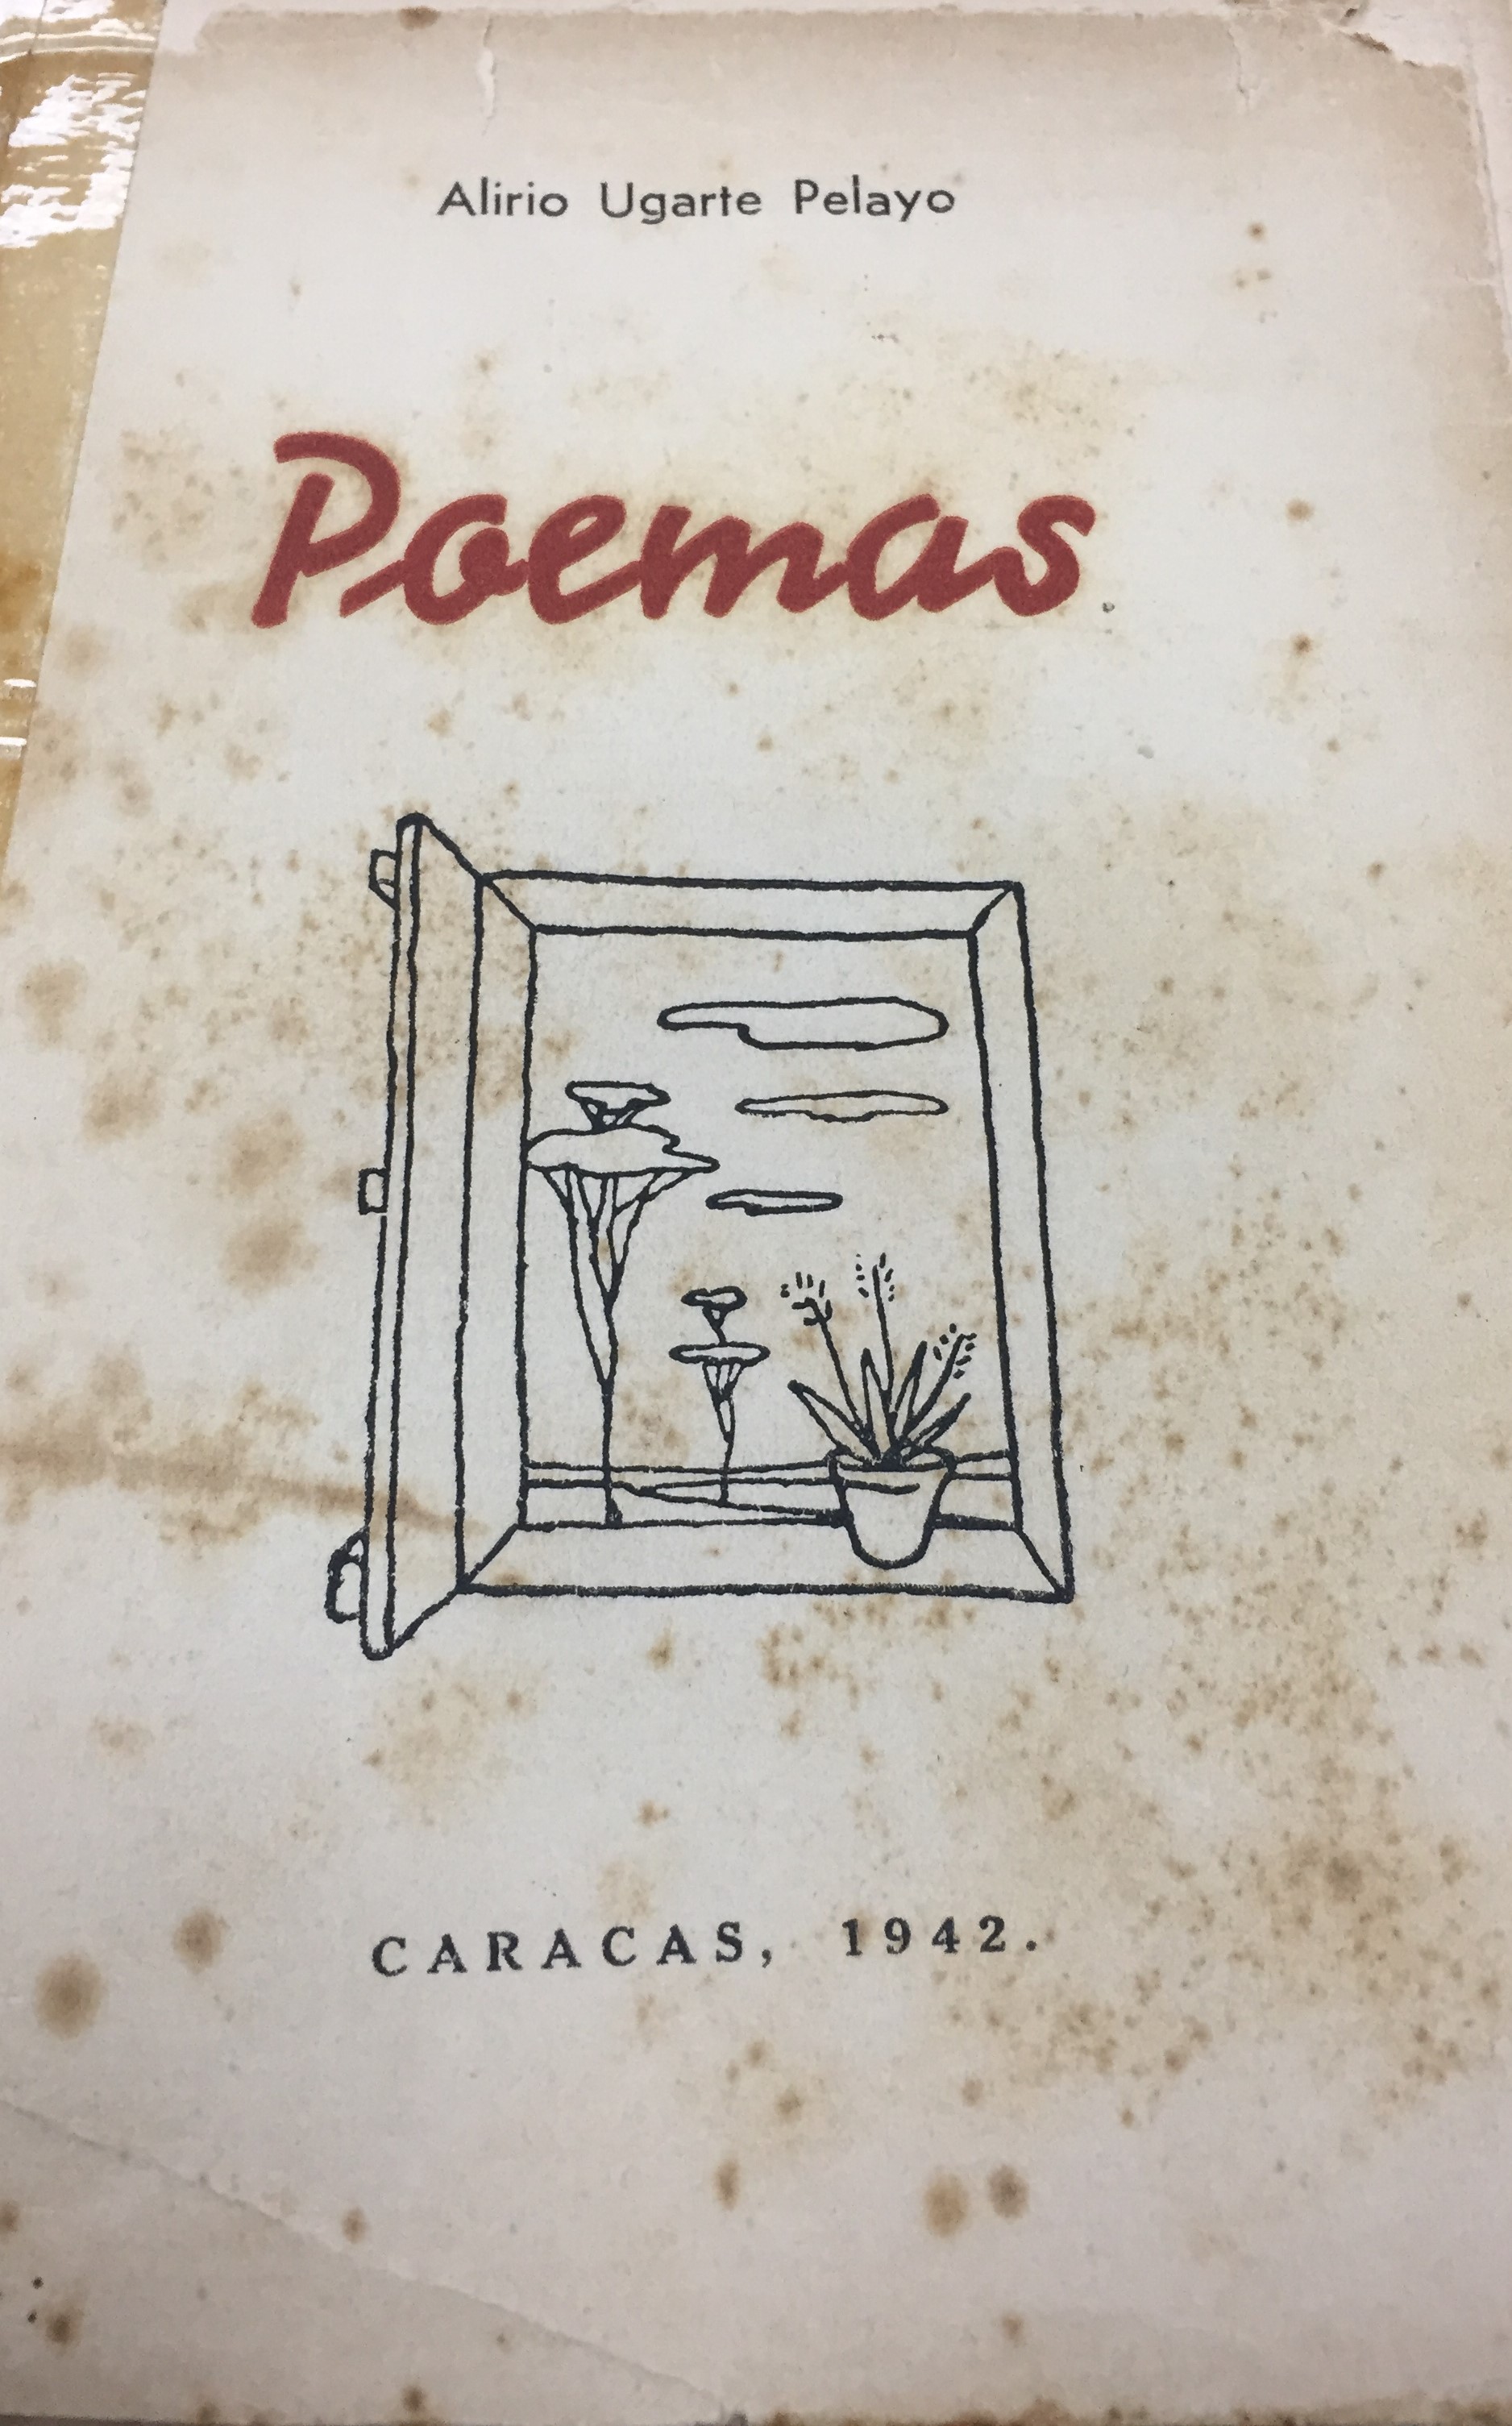 Alirio Ugarte Pelayo
Poemas
CARACAS, 1942.